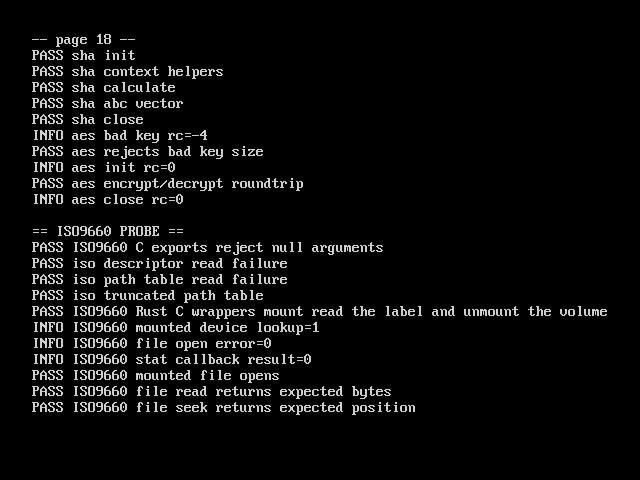 -- page 18 --
PASS sha init
PASS sha context helpers
PASS sha calculate
PASS sha abc vector
PASS sha close
INFO aes bad key rc=-4
PASS aes rejects bad key size
INFO aes init rc=0
PASS aes encrypt/decrypt roundtrip
INFO aes close rc=0
== ISO9660 PROBE ==
PASS ISO9660 C exports reject null arguments
PASS iso descriptor read failure
PASS iso path table read failure
PASS iso truncated path table
PASS ISO9660 Rust C wrappers mount read the label and unmount the volume
INFO ISO9660 mounted device lookup=1
INFO ISO9660 file open error=0
INFO ISO9660 stat callback result=0
PASS ISO9660 mounted file opens
PASS ISO9660 file read returns expected bytes
PASS ISO9660 file seek returns expected position